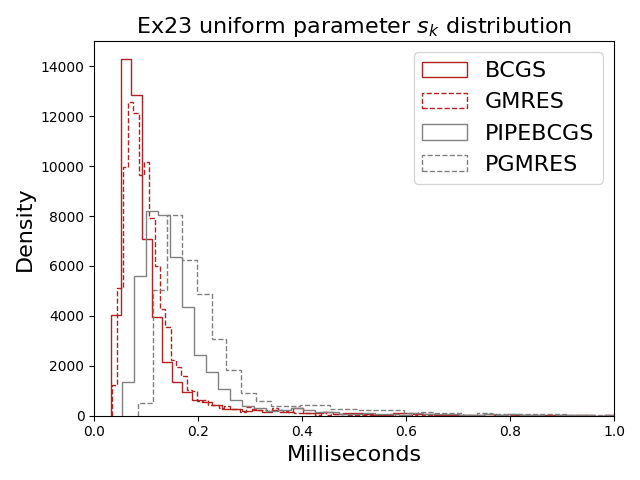 Ex23 uniform parameter $s_k$ distribution
BCGS
GMRES
PIPEBCGS
PGMRES
Density
14000
12000
10000
8000
6000
4000
2000
0
0.0 0.2 0.4 0.6 0.8 1.0
Milliseconds